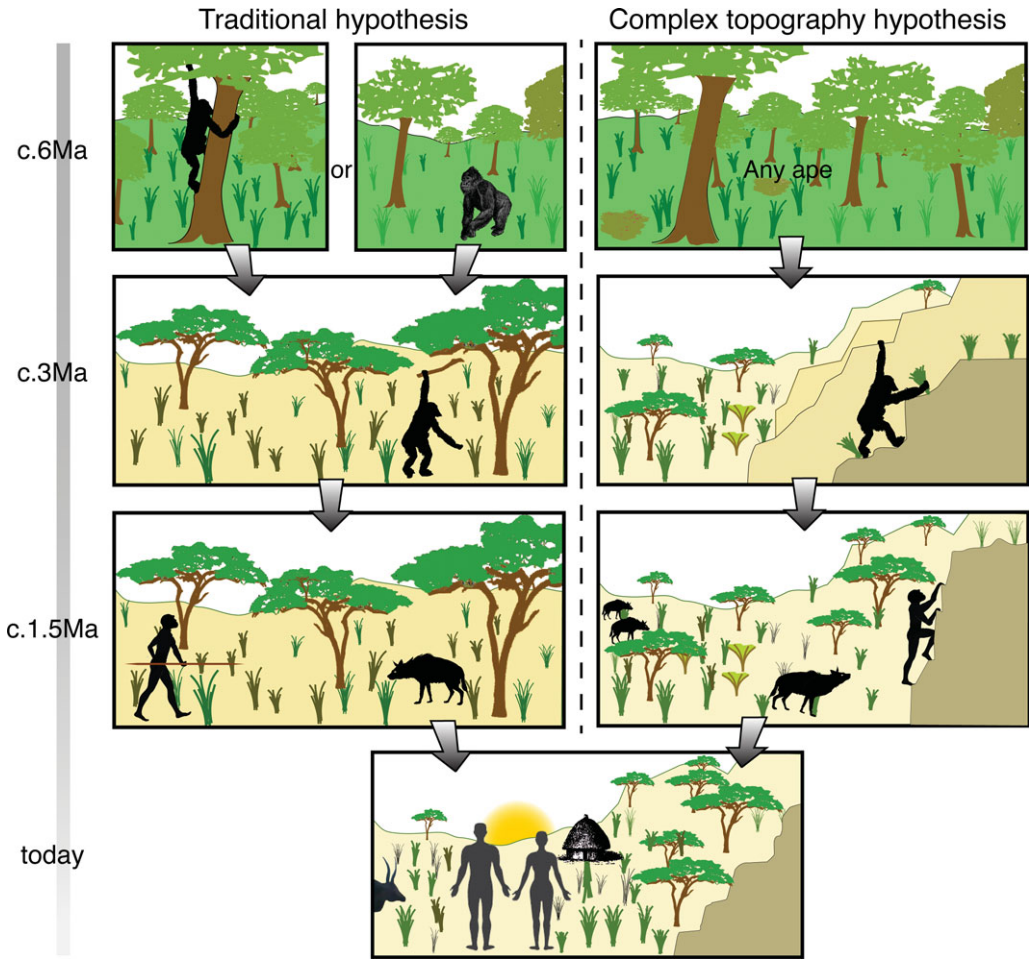 Traditional hypothesis
Complex topography hypothesis
c.6Ma
or
Any ape
c.3Ma
c.1.5Ma
today